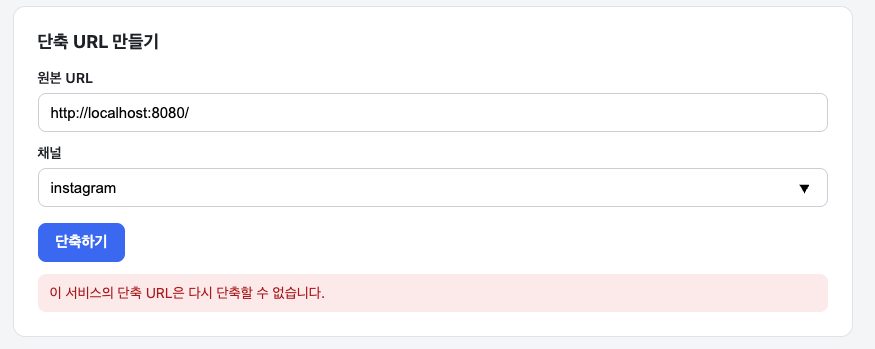 단축 URL 만들기
원본 URL
http://localhost:8080/
채널
instagram
단축하기
이 서비스의 단축 URL은 다시 단축할 수 없습니다.